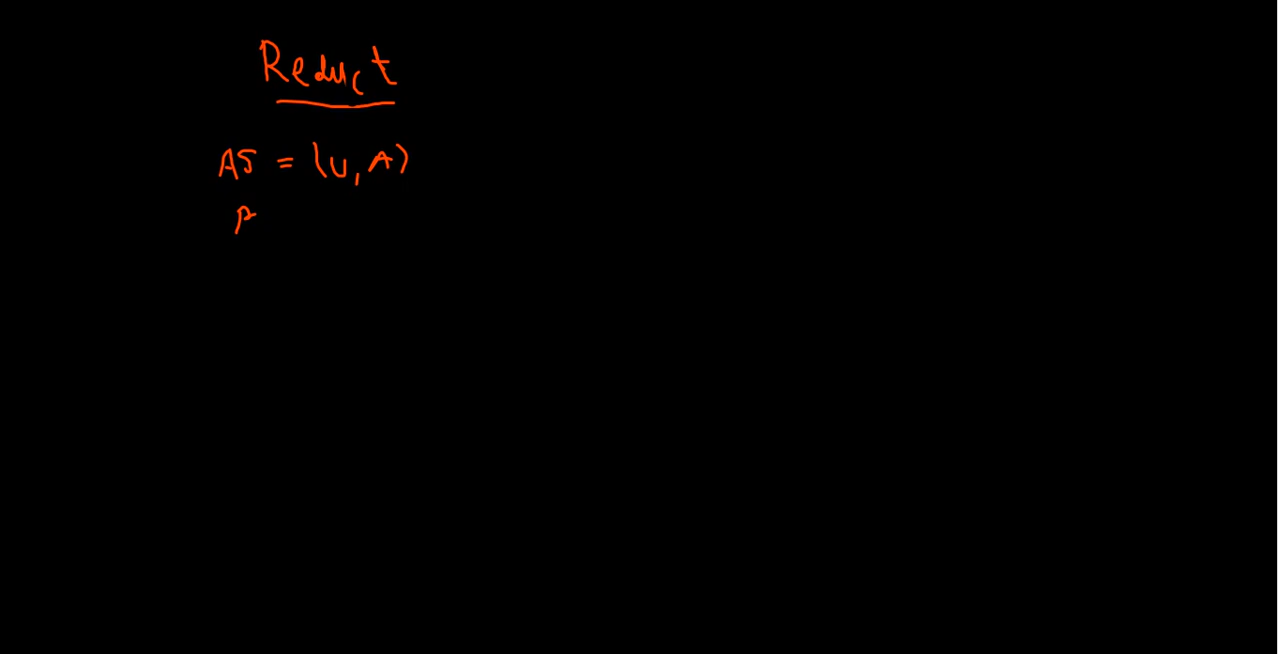 Reduct
AS = (U, A)
P